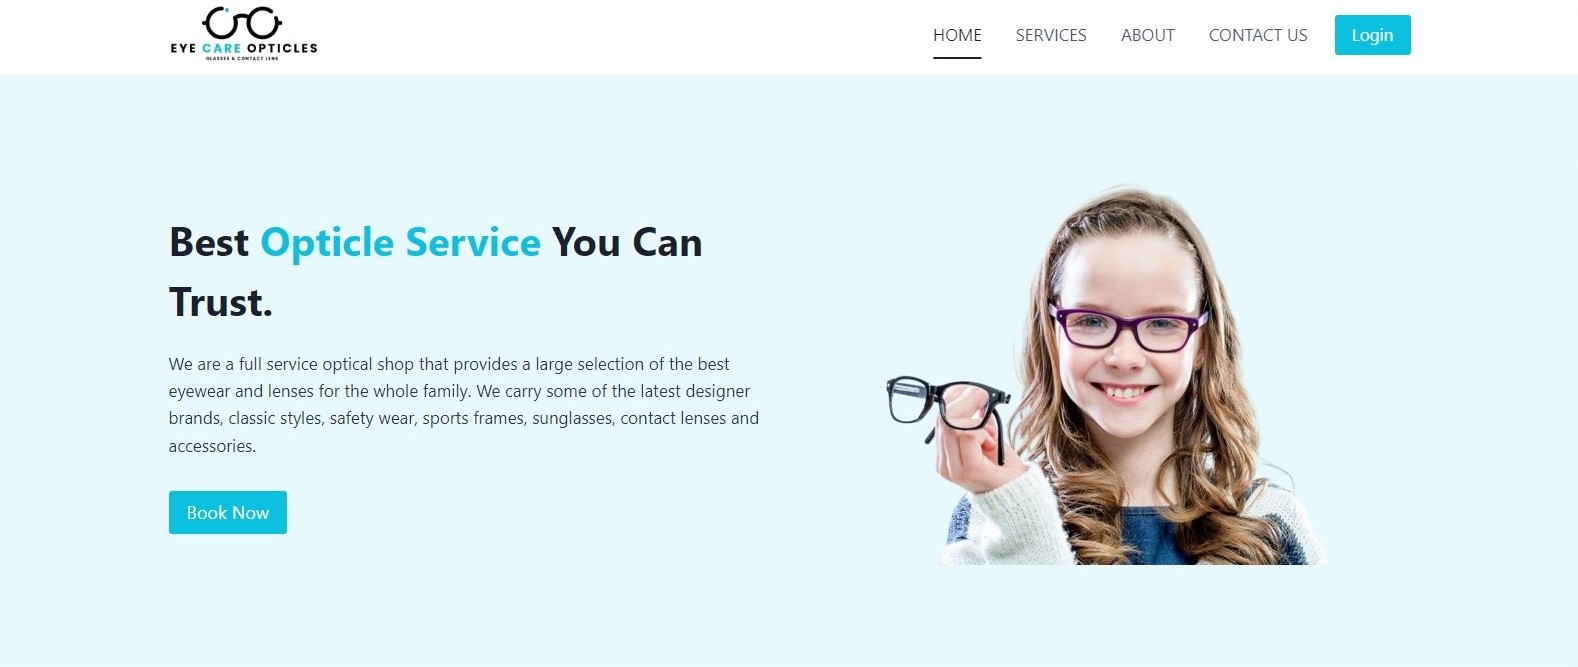 EYE CARE OPTICLES
GLASSES & CONTACT LENS
HOME SERVICES ABOUT CONTACT US Login
Best Opticle Service You Can
Trust.
We are a full service optical shop that provides a large selection of the best
eyewear and lenses for the whole family. We carry some of the latest designer
brands, classic styles, safety wear, sports frames, sunglasses, contact lenses and
accessories.
Book Now